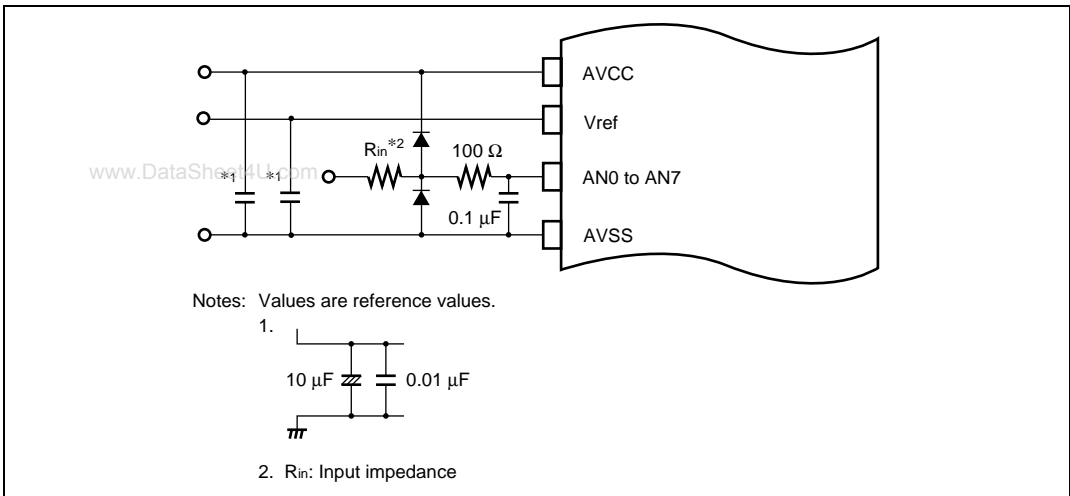 AVCC
Vref
Rin*2
100 Ω
www.DataSheet4U.com
*1
*1
AN0 to AN7
0.1 μF
AVSS
Notes: Values are reference values.
1.
10 μF
0.01 μF
2. Rin: Input impedance